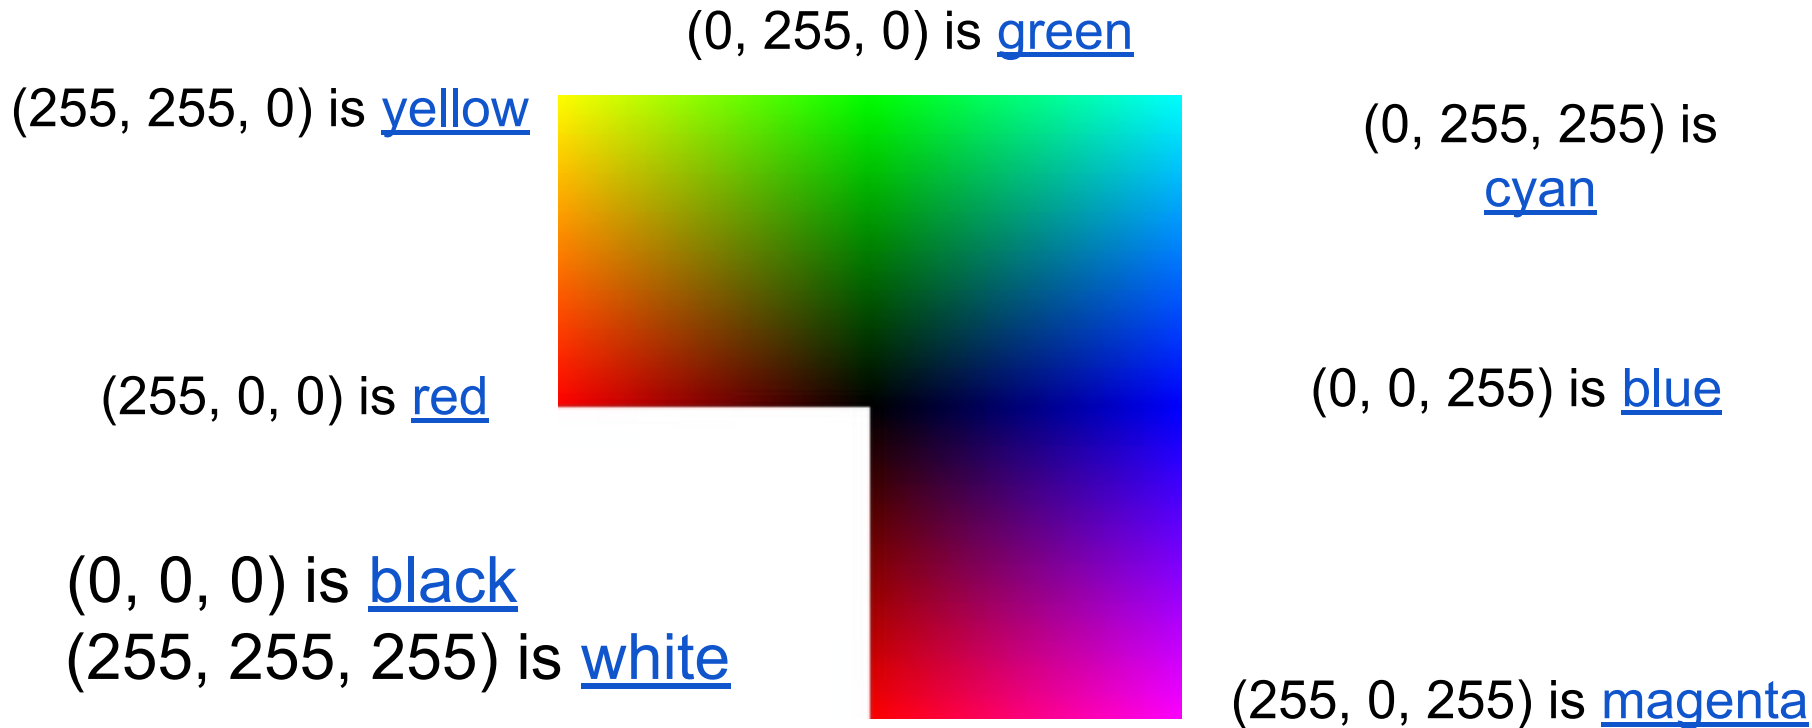 (0, 255, 0) is green
(255, 255, 0) is yellow
(0, 255, 255) is
cyan
(255, 0, 0) is red
(0, 0, 255) is blue
(0, 0, 0) is black
(255, 255, 255) is white
(255, 0, 255) is magenta